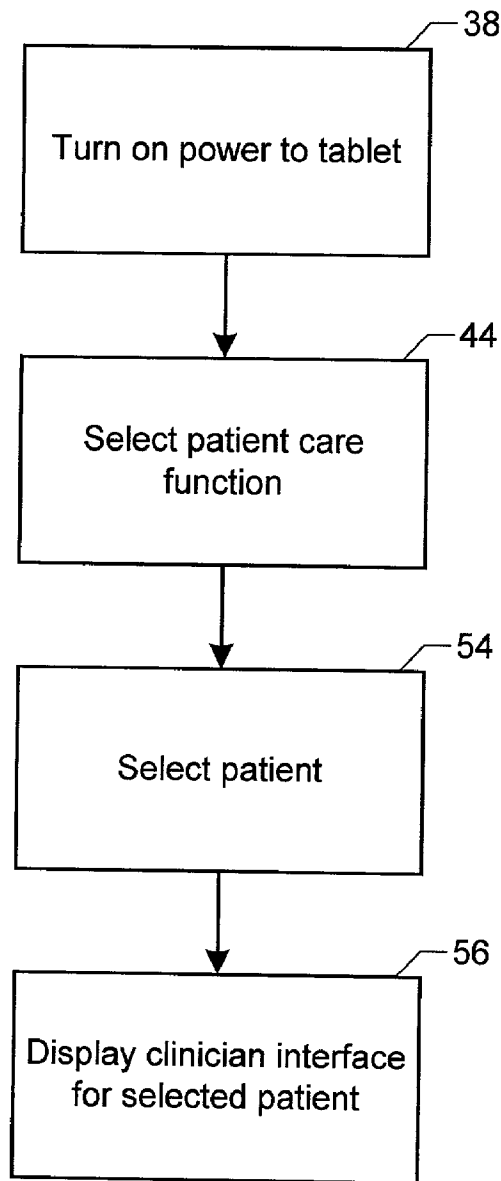 38
Turn on power to tablet
44
Select patient care
function
54
Select patient
56
Display clinician interface
for selected patient